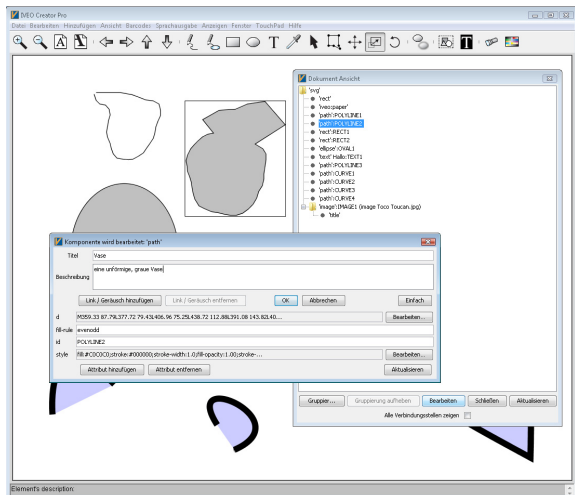 IVEO Creator Pro
Datei Bearbeiten Hinzufügen Ansicht Barcodes Sprachausgabe Anzeigen Fenster TouchPad Hilfe
Dokument Ansicht
'svg'
'rect'
'iveo:paper'
'path':POLYLINE1
'path':POLYLINE2
'rect':RECT1
'rect':RECT2
'ellipse':OVAL1
'text' Hallo:TEXT1
'path':POLYLINE3
'path':CURVE1
'path':CURVE2
'path':CURVE3
'path':CURVE4
'image':IMAGE1 (image Toco Toucan.jpg)
'title'
Komponente wird bearbeitet: 'path'
Titel Vase
Beschreibung eine unförmige, graue Vase
Link / Geräusch hinzufügen Link / Geräusch entfernen OK Abbrechen Einfach
d M359.33 87.79L377.72 79.43L406.96 75.25L438.72 112.88L391.08 143.82L40... Bearbeiten...
fill-rule evenodd
id POLYLINE2
style fill:#C0C0C0;stroke:#000000;stroke-width:1.0;fill-opacity:1.00;stroke-... Bearbeiten...
Attribut hinzufügen Attribut entfernen Aktualisieren
Gruppier... Gruppierung aufheben Bearbeiten Schließen Aktualisieren
Alle Verbindungsstellen zeigen
Element's description: